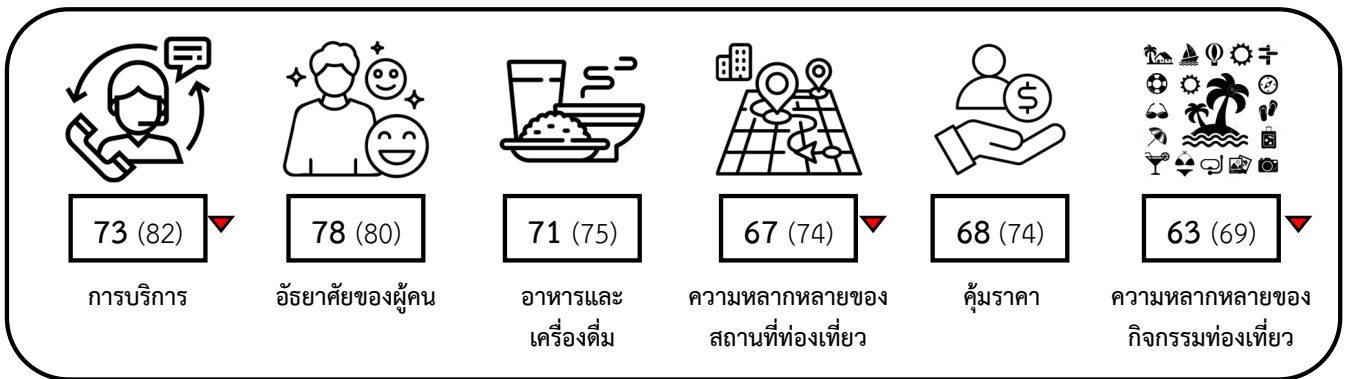 73 (82)
78 (80)
71 (75)
67 (74)
68 (74)
63 (69)
การบริการ
อัธยาศัยของผู้คน
อาหารและ
เครื่องดื่ม
ความหลากหลายของ
สถานที่ท่องเที่ยว
คุ้มราคา
ความหลากหลายของ
กิจกรรมท่องเที่ยว